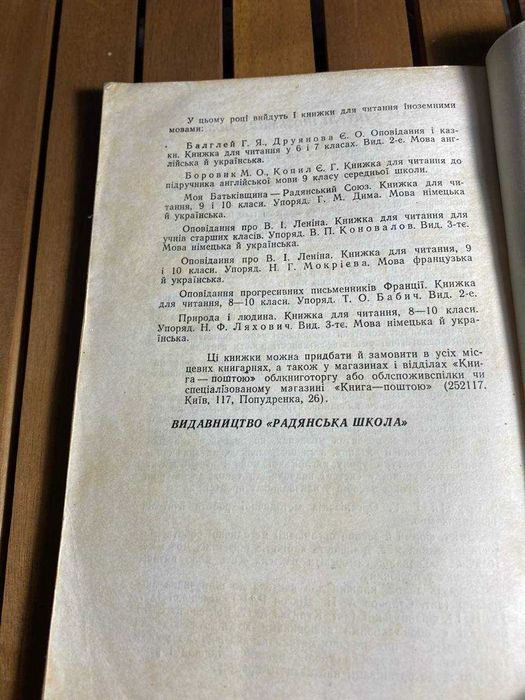 У цьому році вийдуть і книжки для читання іноземними
мовами:
Балглей Г. Я., Друянова Є. О. Оповідання і каз-
ки. Книжка для читання у 6 і 7 класах. Вид. 2-е. Мова анг-
лійська й українська.
Боровик М. О., Копил Є. Г. Книжка для читання до
підручника англійської мови 9 класу середньої школи.
Моя Батьківщина — Радянський Союз. Книжка для чи-
тання, 9 і 10 класи. Упоряд. Г. М. Дима. Мова німецька
й українська.
Оповідання про В. І. Леніна. Книжка для читання для
учнів старших класів. Упоряд. В. П. Коновалов. Вид. 3-тє.
Мова німецька й українська.
Оповідання про В. І. Леніна. Книжка для читання, 9
і 10 класи. Упоряд. Н. Г. Мокрієва. Мова французька
й українська.
Оповідання прогресивних письменників Франції. Книжка
для читання, 8—10 класи. Упоряд. Т. О. Бабич. Вид. 2-е.
Природа і людина. Книжка для читання, 8—10 класи.
Упоряд. Н. Ф. Ляхович. Вид. 3-тє. Мова німецька й ук-
раїнська.
Ці книжки можна придбати й замовити в усіх міс-
цевих книгарнях, а також у магазинах і відділах «Кни-
га — поштою» облкниготоргу або облспоживспілки чи
спеціалізованому магазині «Книга—поштою» (252117.
Київ, 117, Попудренка, 26).
ВИДАВНИЦТВО «РАДЯНСЬКА ШКОЛА»